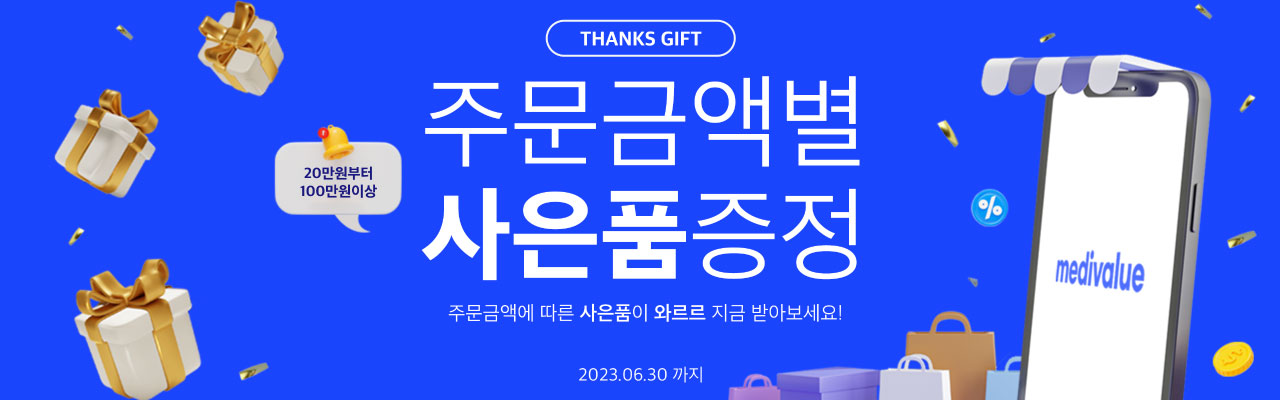 THANKS GIFT
주문금액별
사은품증정
20만원부터
100만원이상
주문금액에 따른 사은품이 와르르 지금 받아보세요!
2023.06.30 까지
%
medivalue